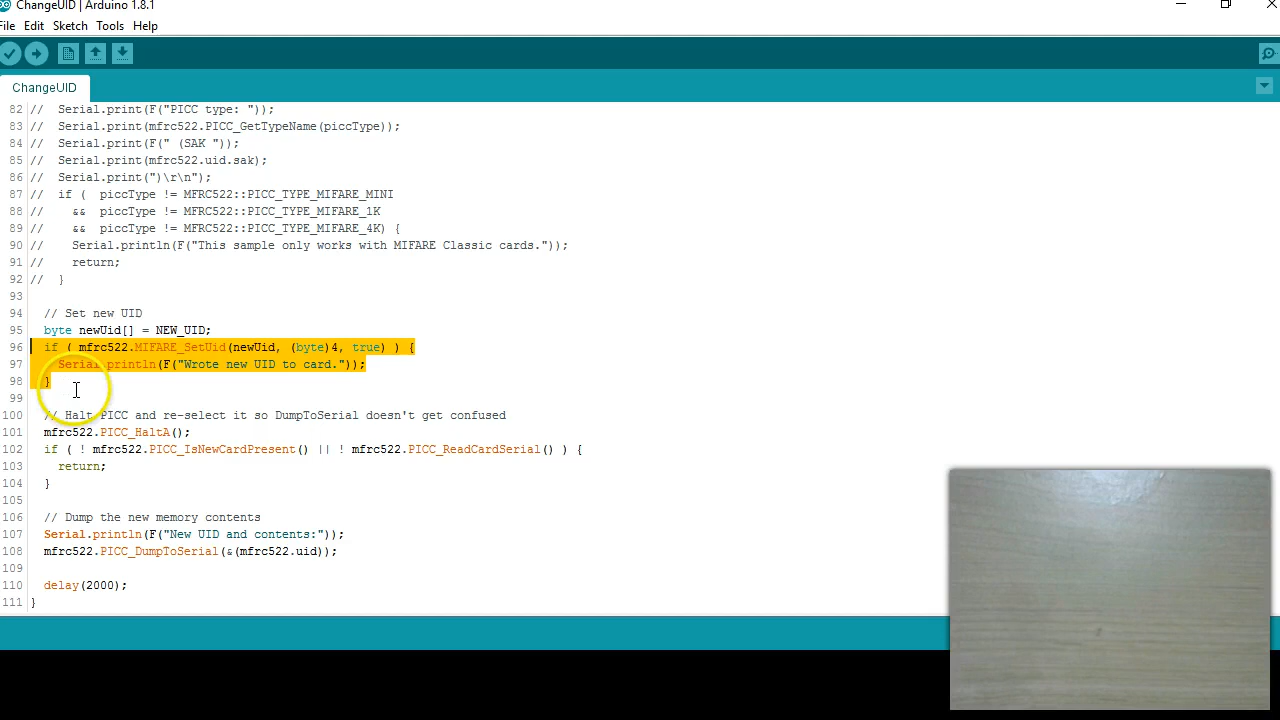 ChangeUID | Arduino 1.8.1
File Edit Sketch Tools Help
ChangeUID
82 //  Serial.print(F("PICC type: "));
83 //  Serial.print(mfrc522.PICC_GetTypeName(piccType));
84 //  Serial.print(F(" (SAK "));
85 //  Serial.print(mfrc522.uid.sak);
86 //  Serial.print(")\r\n");
87 //  if (  piccType != MFRC522::PICC_TYPE_MIFARE_MINI
88 //    &&  piccType != MFRC522::PICC_TYPE_MIFARE_1K
89 //    &&  piccType != MFRC522::PICC_TYPE_MIFARE_4K) {
90 //    Serial.println(F("This sample only works with MIFARE Classic cards."));
91 //    return;
92 //  }
93
94   // Set new UID
95   byte newUid[] = NEW_UID;
96   if ( mfrc522.MIFARE_SetUid(newUid, (byte)4, true) ) {
97     Serial.println(F("Wrote new UID to card."));
98   }
99
100   // Halt PICC and re-select it so DumpToSerial doesn't get confused
101   mfrc522.PICC_HaltA();
102   if ( ! mfrc522.PICC_IsNewCardPresent() || ! mfrc522.PICC_ReadCardSerial() ) {
103     return;
104   }
105
106   // Dump the new memory contents
107   Serial.println(F("New UID and contents:"));
108   mfrc522.PICC_DumpToSerial(&(mfrc522.uid));
109
110   delay(2000);
111 }